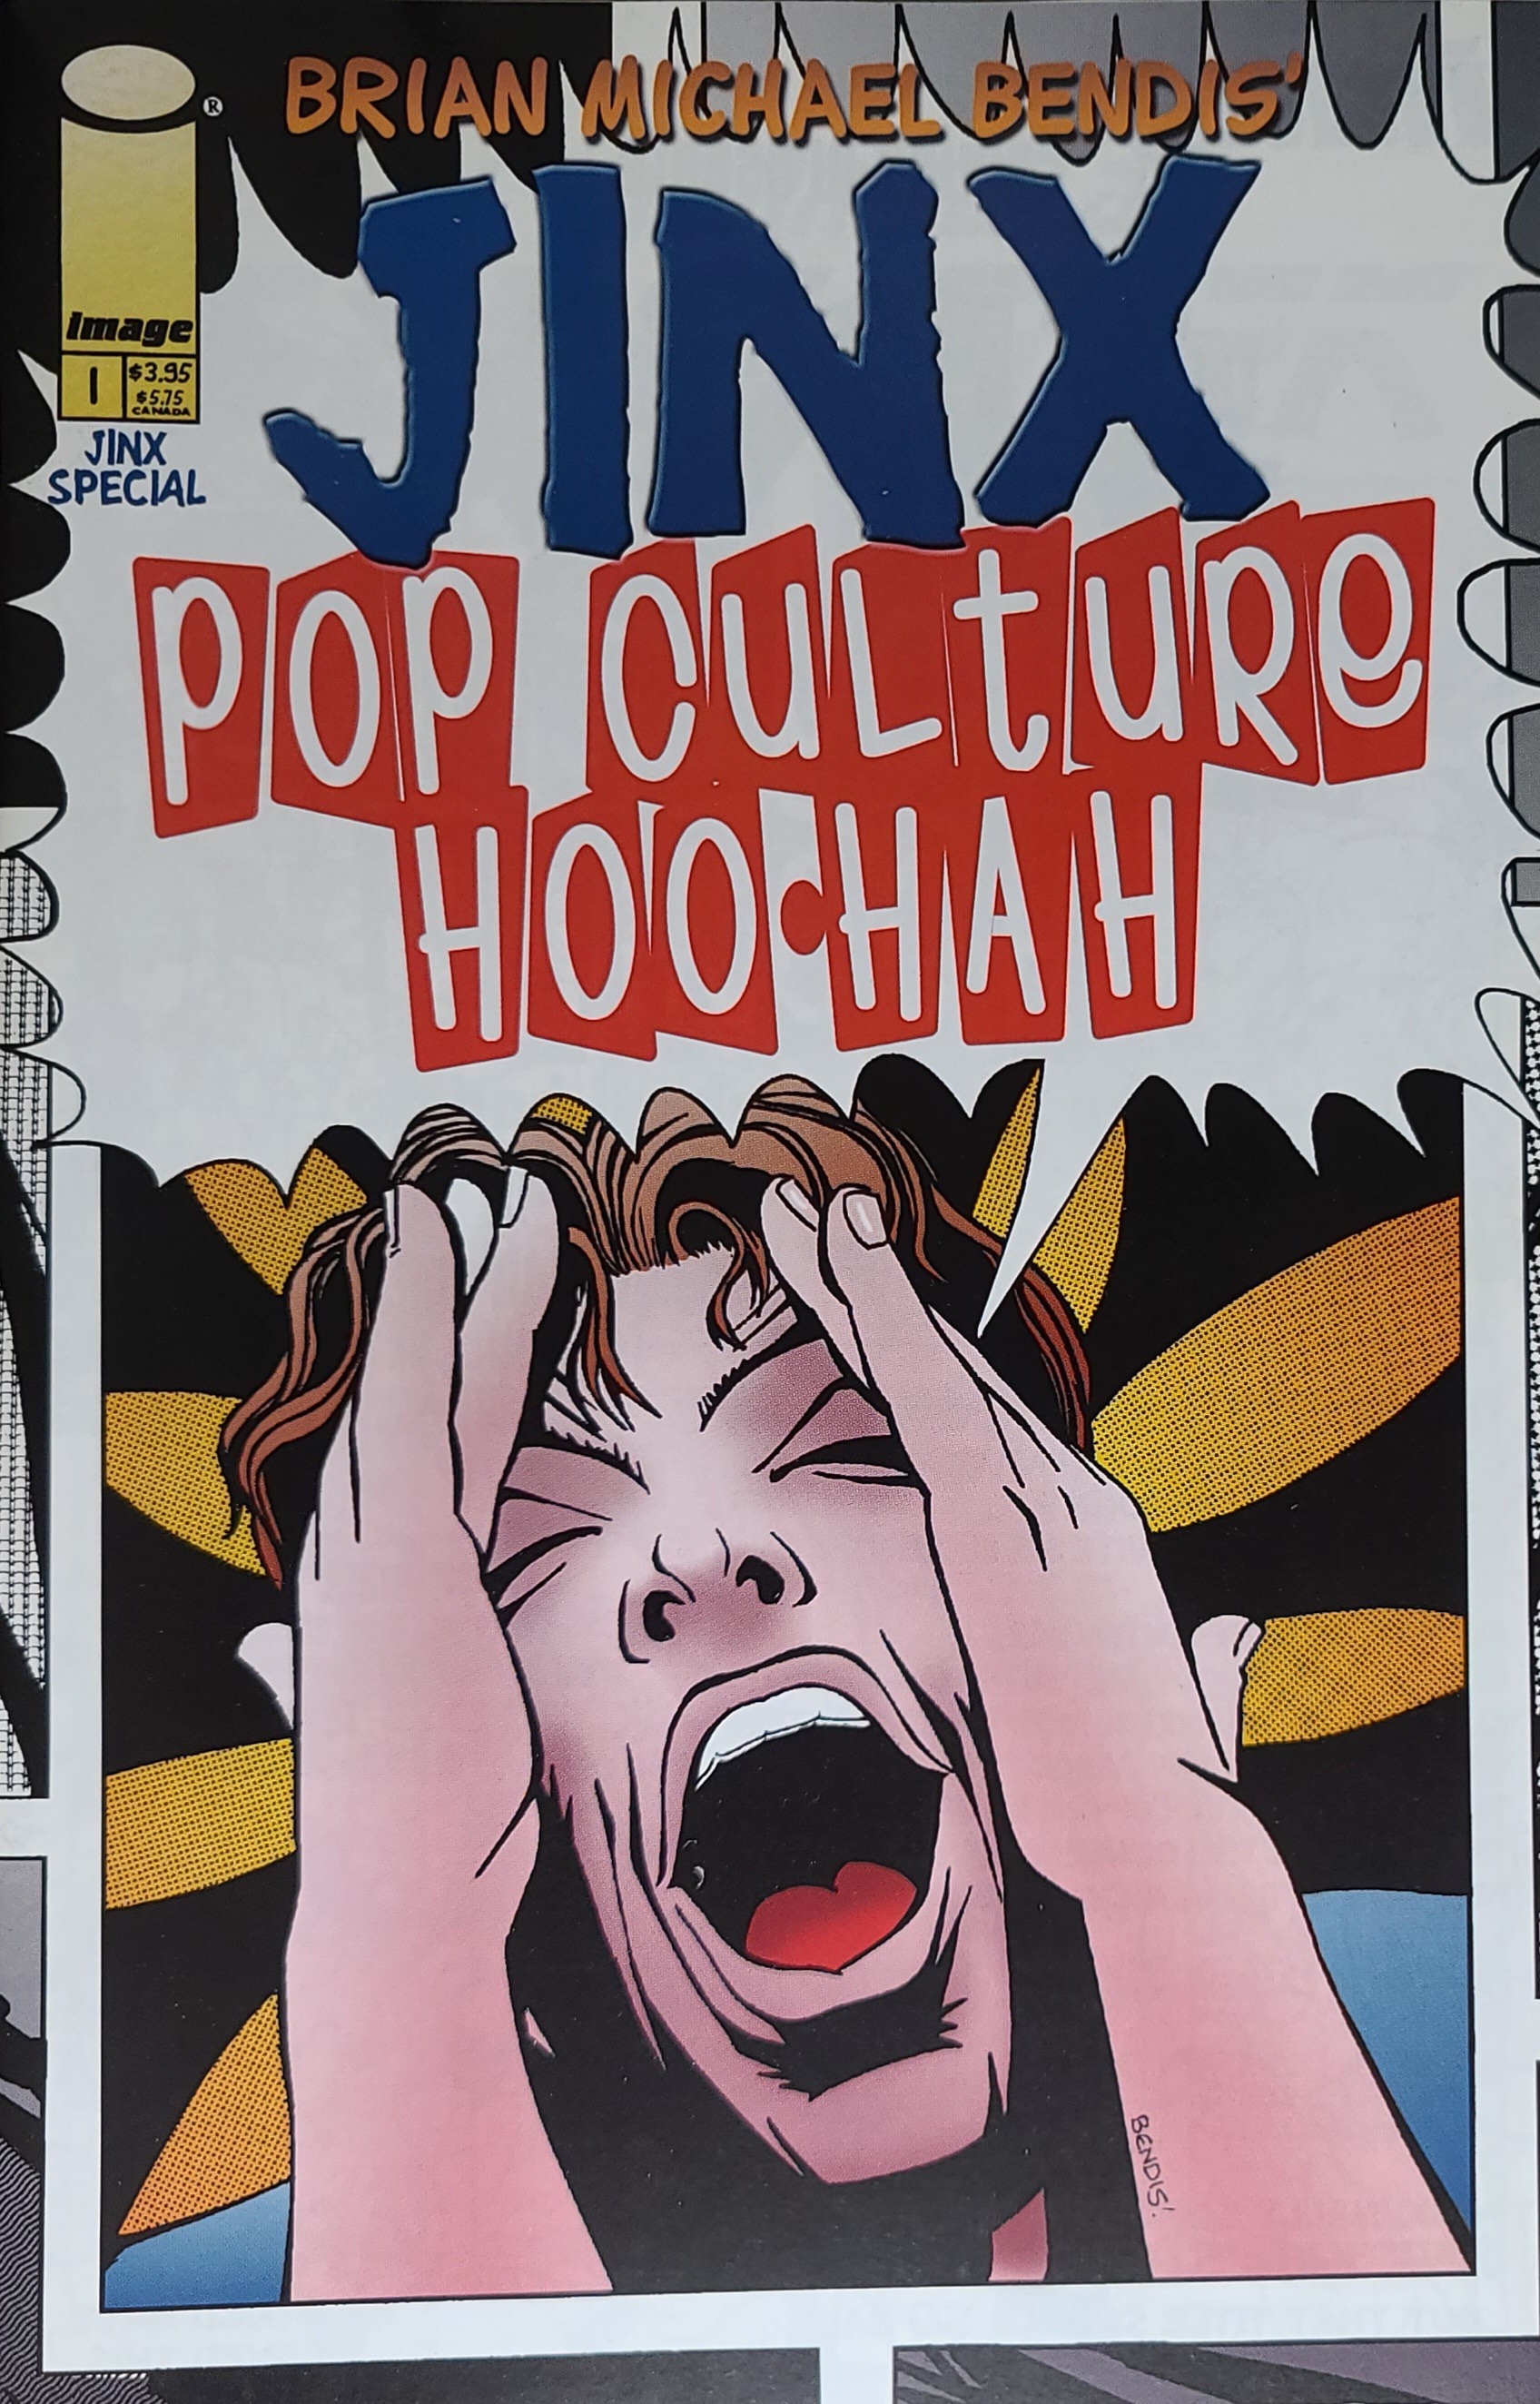 BRIAN MICHAEL BENDIS'
JINX
POP CULTURE
HOO-HAH
®
image
1
$3.95
$5.75
CANADA
JINX
SPECIAL
BENDIS!